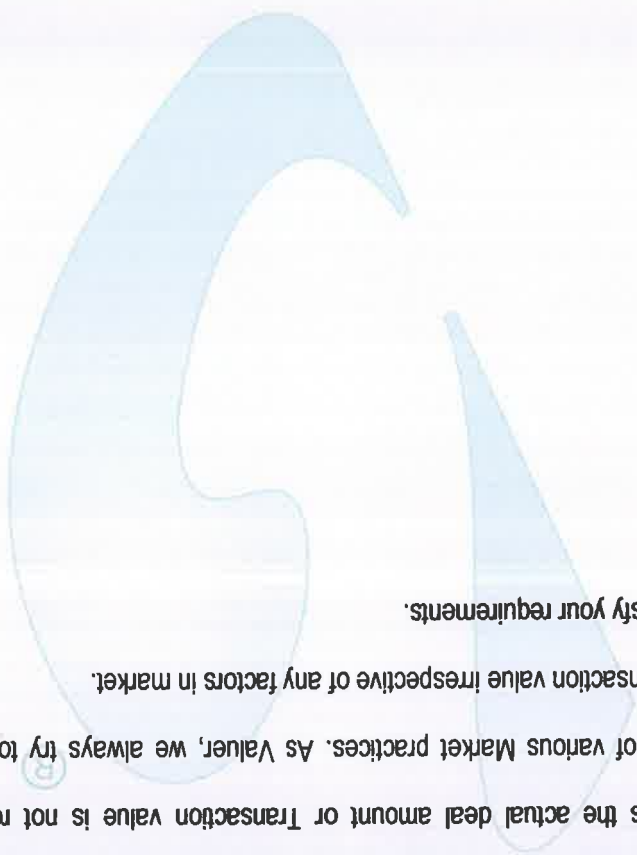 s the actual deal amount or Transaction value is not r
of various Market practices. As Valuer, we always try to
nsaction value irrespective of any factors in market.
sfy your requirements.